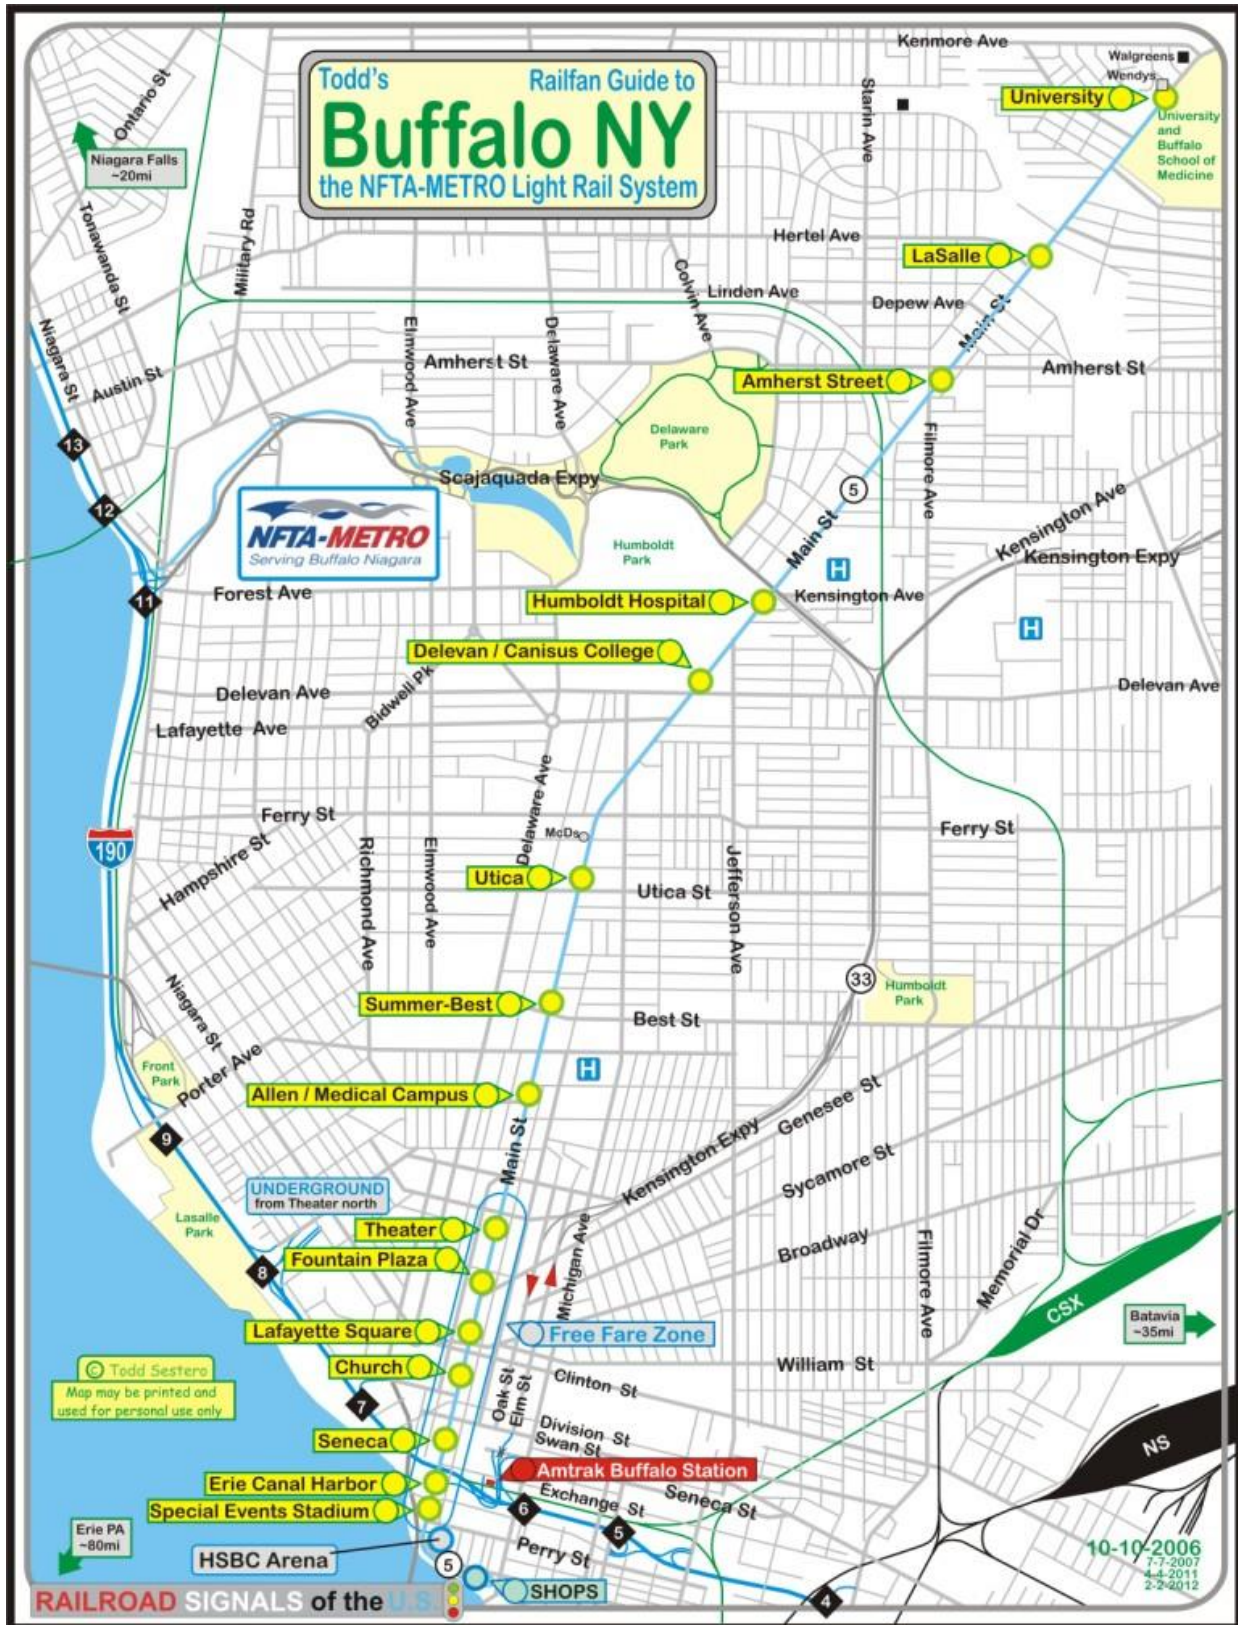 Kenmore Ave
Walgreens
Wendys
University
University
and
Buffalo
School of
Medicine
Todd's
Railfan Guide to
Buffalo NY
the NFTA-METRO Light Rail System
Ontario St
Niagara Falls
~20mi
Starin Ave
Tonawanda St
Military Rd
Hertel Ave
LaSalle
Colvin Ave
Linden Ave
Depew Ave
Main St
Niagara St
Elmwood Ave
Delaware Ave
Amherst St
Austin St
Amherst Street
Amherst St
13
Delaware
Park
Filmore Ave
Scajaquada Expy
5
12
NFTA-METRO
Serving Buffalo Niagara
Main St
Kensington Ave
Humboldt
Park
Kensington Expy
H
11
Forest Ave
Humboldt Hospital
Kensington Ave
H
Delevan / Canisus College
Delevan Ave
Bidwell Pk
Delevan Ave
Lafayette Ave
Delaware Ave
Ferry St
McDs
Ferry St
190
Hampshire St
Richmond Ave
Elmwood Ave
Jefferson Ave
Utica
Utica St
33
Humboldt
Park
Niagara St
Summer-Best
Best St
Front
Park
Porter Ave
H
Allen / Medical Campus
Genesee St
9
Main St
Kensington Expy
Sycamore St
UNDERGROUND
from Theater north
Lasalle
Park
Theater
Michigan Ave
Broadway
Filmore Ave
Memorial Dr
Fountain Plaza
8
CSX
Batavia
~35mi
Lafayette Square
Free Fare Zone
Church
William St
© Todd Sestero
Map may be printed and
used for personal use only
Oak St
Elm St
Clinton St
7
Division St
Swan St
Seneca
NS
Amtrak Buffalo Station
Erie Canal Harbor
Exchange St
Seneca St
Special Events Stadium
6
5
Erie PA
~80mi
HSBC Arena
5
Perry St
10-10-2006
7-7-2007
4-4-2011
2-2-2012
SHOPS
4
RAILROAD SIGNALS of the U.S.